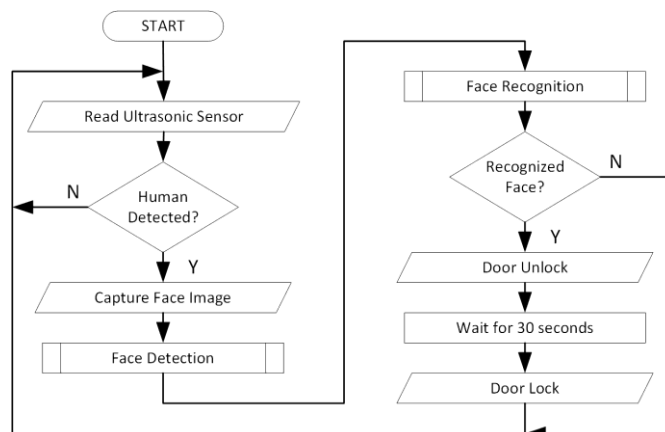 START
Read Ultrasonic Sensor
Human
Detected?
N
Y
Capture Face Image
Face Detection
Face Recognition
Recognized
Face?
N
Y
Door Unlock
Wait for 30 seconds
Door Lock